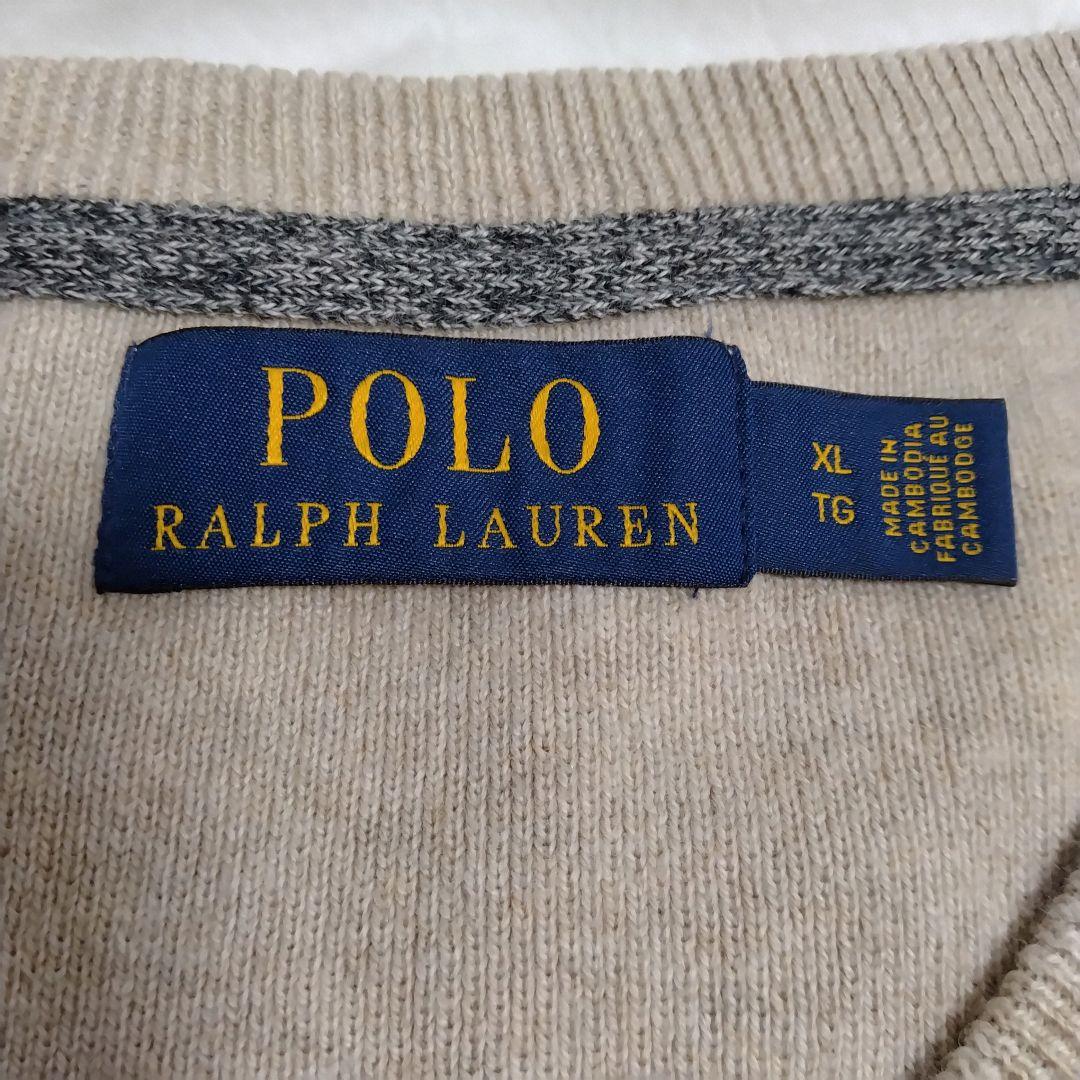 POLO
RALPH LAUREN
XL
TG
MADE IN
CAMBODIA
FABRIQUÉ AU
CAMBODGE